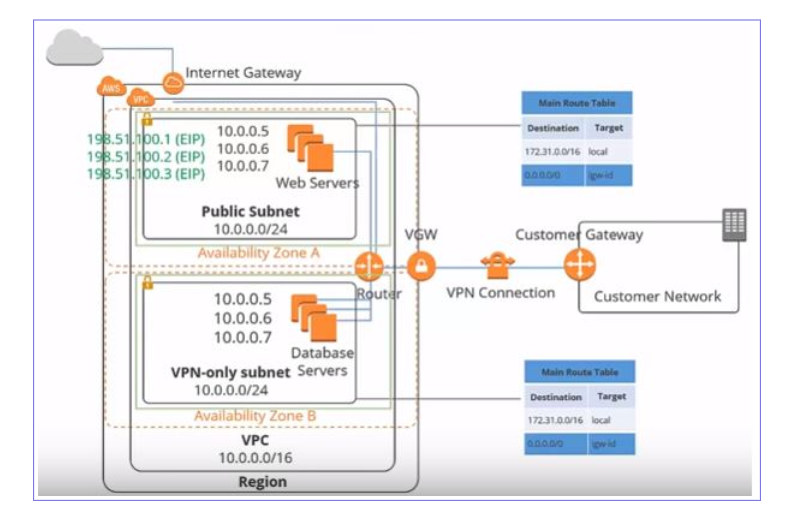 Internet Gateway
AWS
VPC
198.51.100.1 (EIP)
198.51.100.2 (EIP)
198.51.100.3 (EIP)
10.0.0.5
10.0.0.6
10.0.0.7
Web Servers
Public Subnet
10.0.0.0/24
Availability Zone A
Main Route Table
Destination Target
172.31.0.0/16 local
0.0.0.0/0 igw-id
VGW
Customer Gateway
Router
VPN Connection
Customer Network
10.0.0.5
10.0.0.6
10.0.0.7
Database
Servers
VPN-only subnet
10.0.0.0/24
Availability Zone B
Main Route Table
Destination Target
172.31.0.0/16 local
0.0.0.0/0 igw-id
VPC
10.0.0.0/16
Region